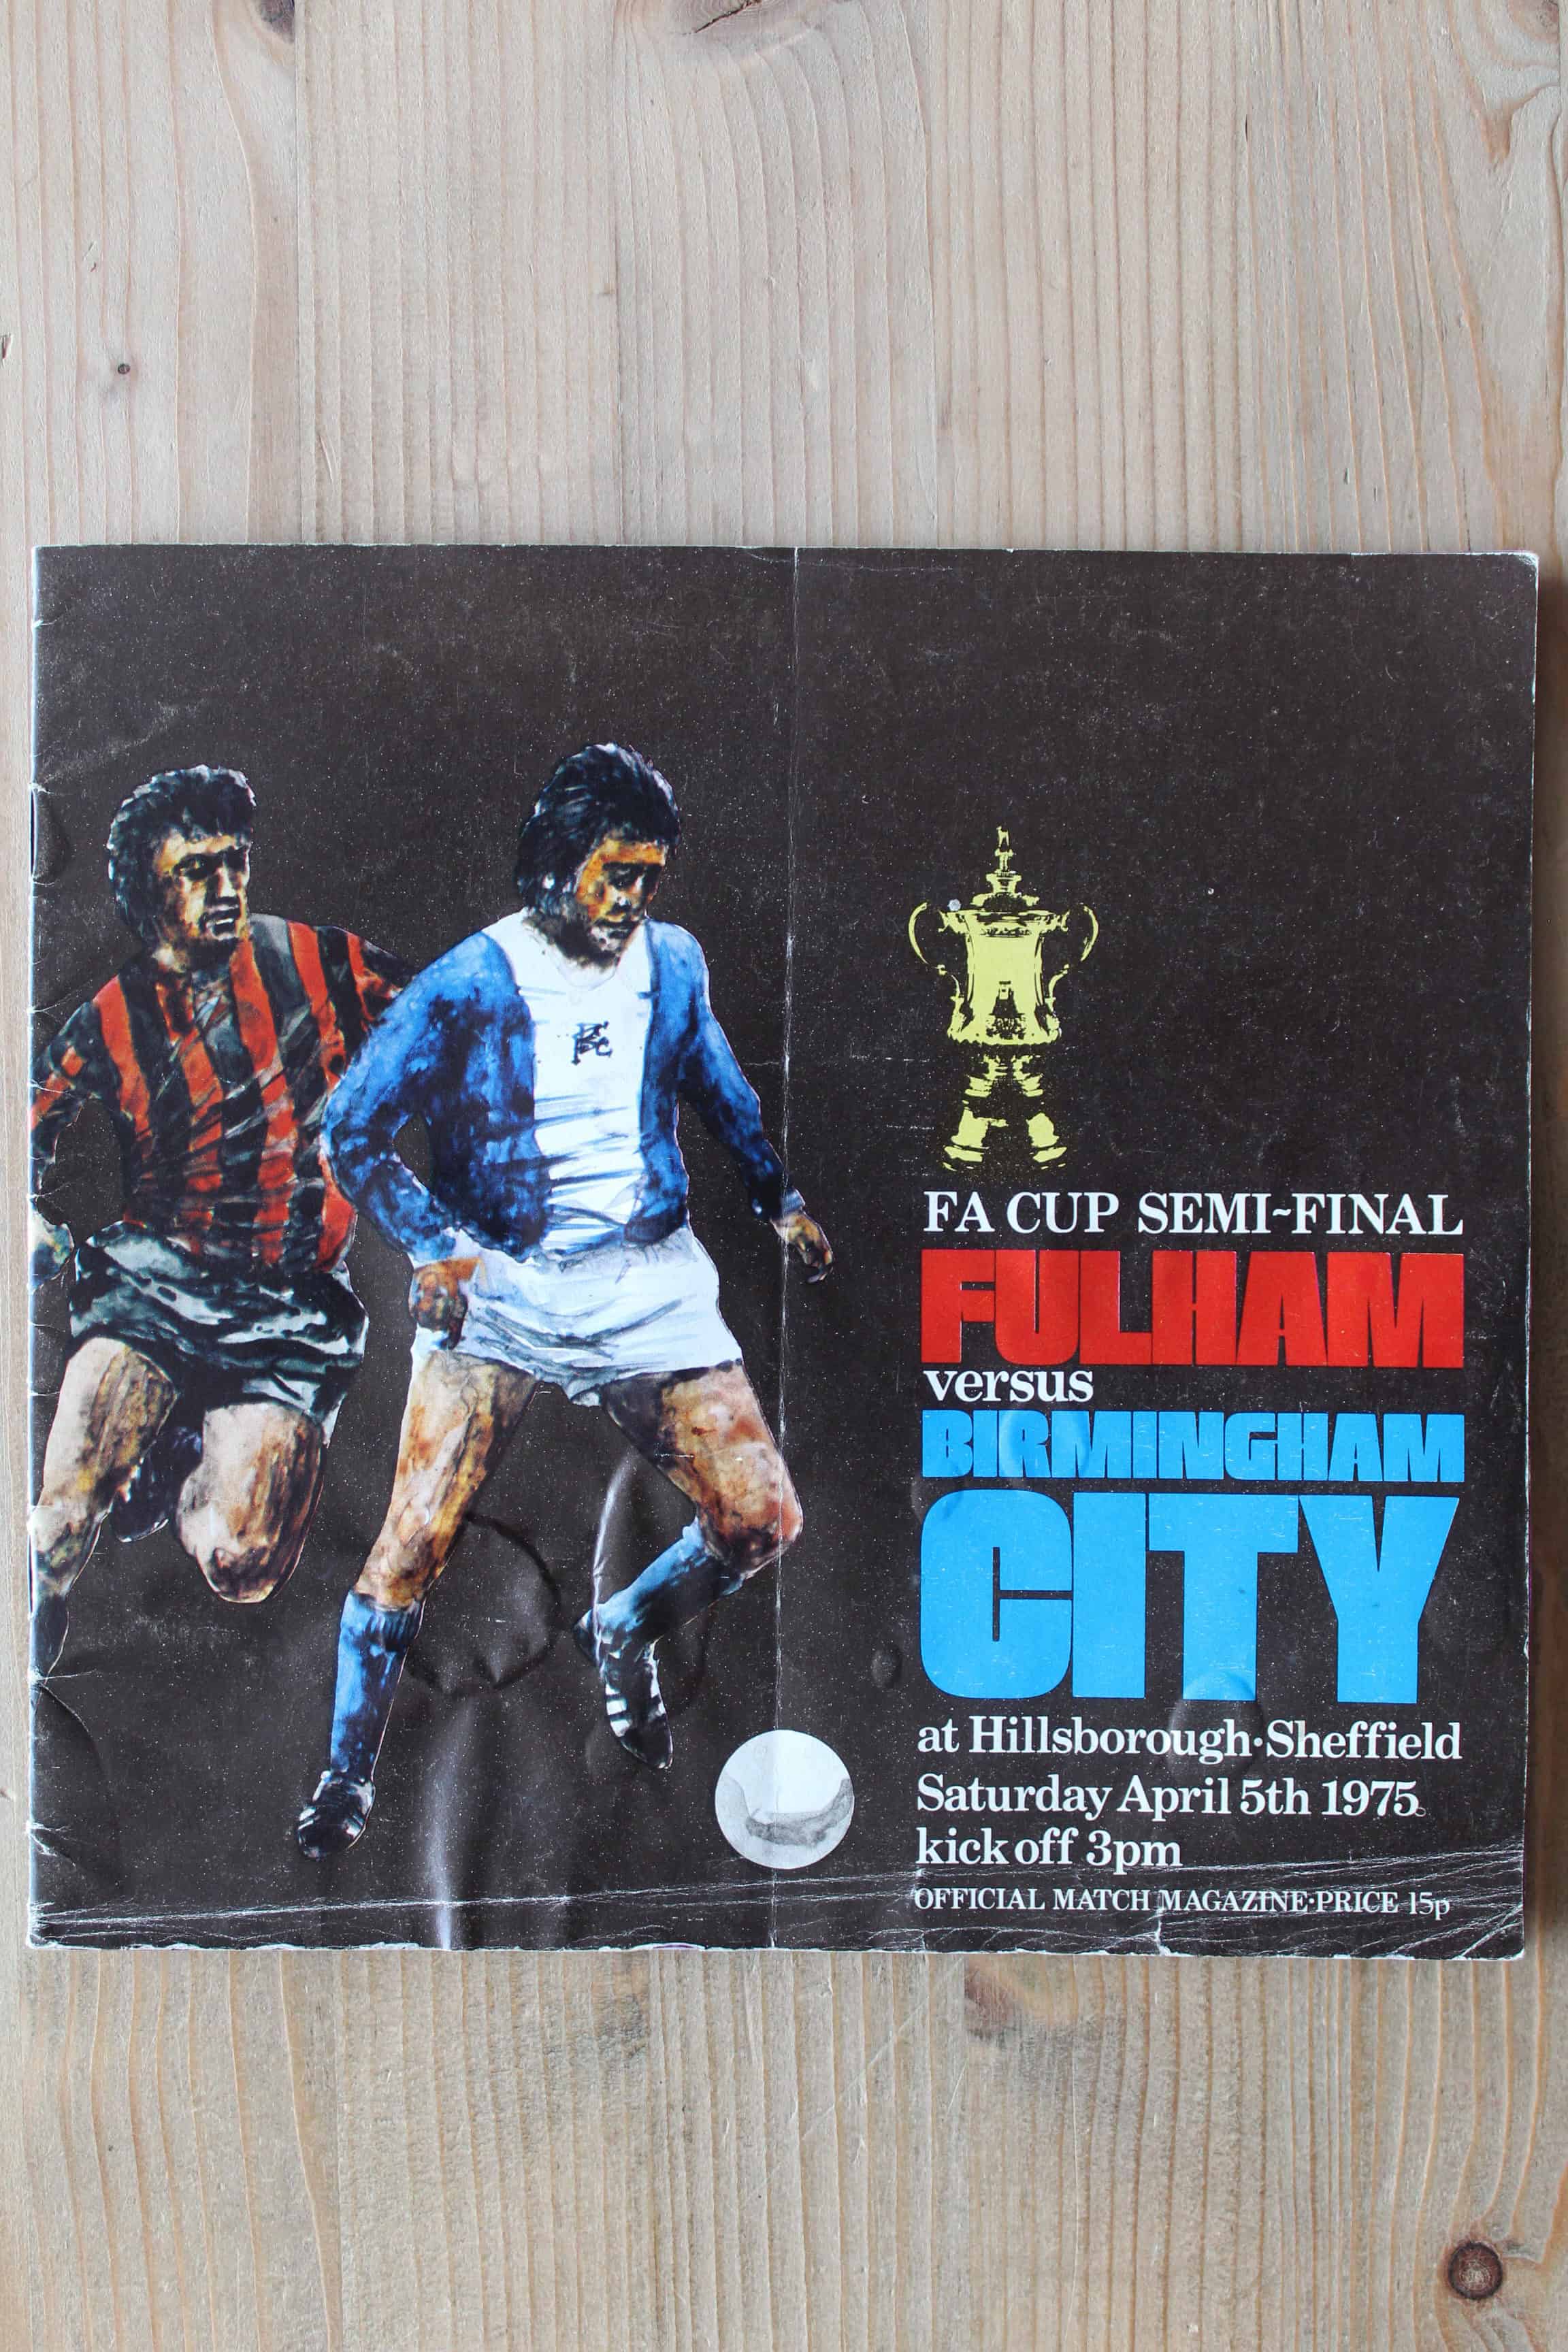 FA CUP SEMI-FINAL
FULHAM
versus
BIRMINGHAM
CITY
at Hillsborough·Sheffield
Saturday April 5th 1975
kick off 3pm
OFFICIAL MATCH MAGAZINE·PRICE 15p